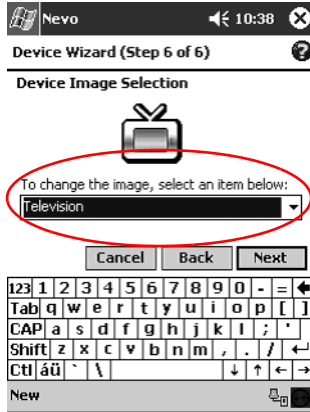 Nevo 10:38
Device Wizard (Step 6 of 6)
Device Image Selection
To change the image, select an item below:
Television
Cancel Back Next
123 1 2 3 4 5 6 7 8 9 0 - =
Tab q w e r t y u i o p [ ]
CAP a s d f g h j k l ; '
Shift z x c v b n m , . /
Ctl áü ` \
New